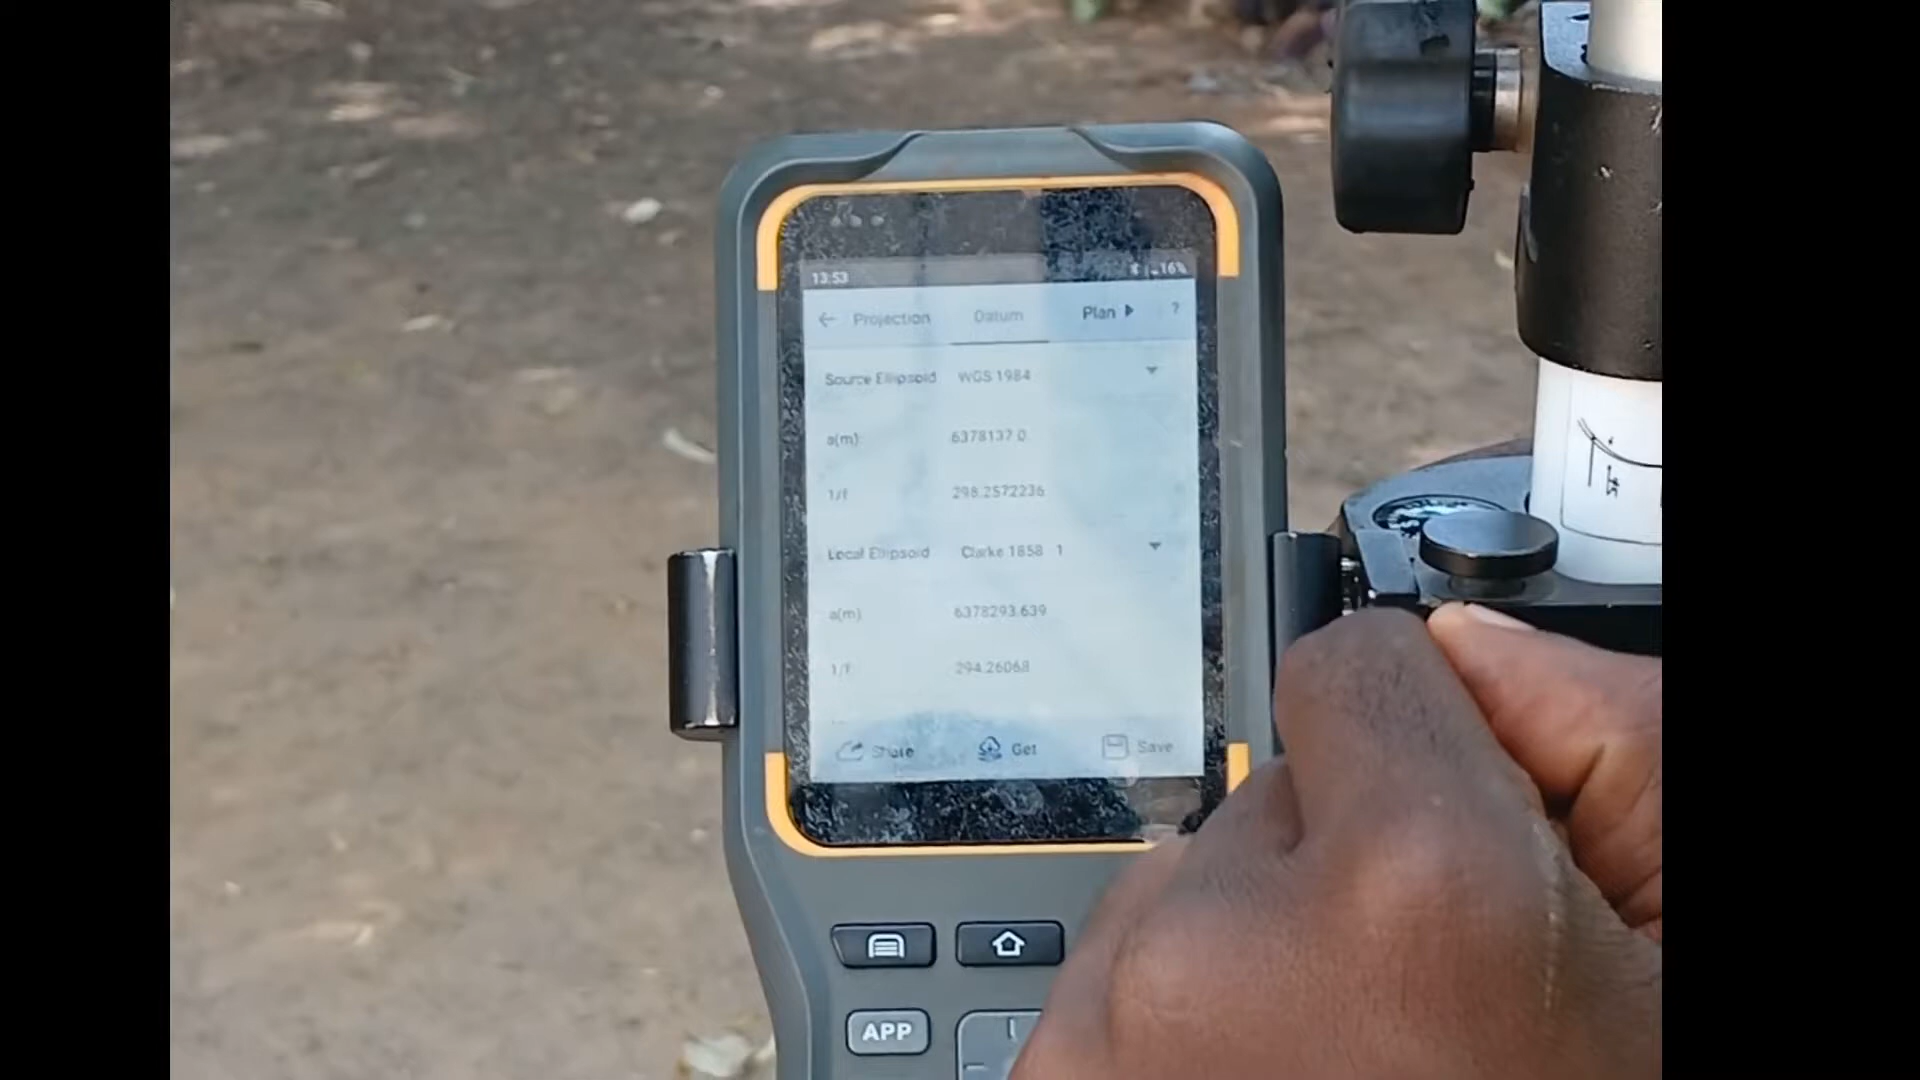 13:53 16%
Projection Datum Plan ?
Source Ellipsoid WGS 1984
a(m): 6378137.0
1/f 298.2572236
Local Ellipsoid Clarke 1858 1
a(m) 6378293.639
1/F 294.26068
Share Get Save
APP